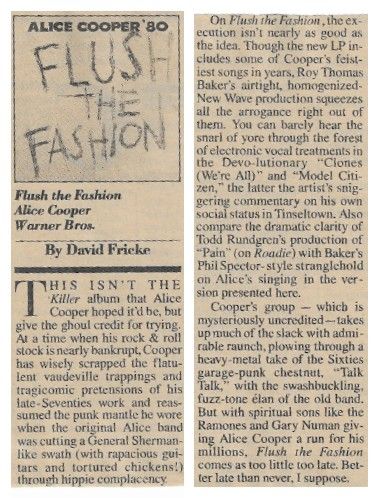 ALICE COOPER '80
FLUSH
THE
FASHION
Flush the Fashion
Alice Cooper
Warner Bros.
By David Fricke
THIS ISN'T THE
Killer album that Alice
Cooper hoped it'd be, but
give the ghoul credit for trying.
At a time when his rock & roll
stock is nearly bankrupt, Cooper
has wisely scrapped the flatu-
lent vaudeville trappings and
tragicomic pretensions of his
late-Seventies work and reas-
sumed the punk mantle he wore
when the original Alice band
was cutting a General Sherman-
like swath (with rapacious guitars
and tortured chickens!)
through hippie complacency.
On Flush the Fashion, the ex-
ecution isn't nearly as good as
the idea. Though the new LP in-
cludes some of Cooper's feist-
iest songs in years, Roy Thomas
Baker's airtight, homogenized-
New Wave production squeezes
all the arrogance right out of
them. You can barely hear the
snarl of yore through the forest
of electronic vocal treatments in
the Devo-lutionary "Clones
(We're All)" and "Model Citi-
zen," the latter the artist's snig-
gering commentary on his own
social status in Tinseltown. Also
compare the dramatic clarity of
Todd Rundgren's production of
"Pain" (on Roadie) with Baker's
Phil Spector-style stranglehold
on Alice's singing in the ver-
sion presented here.
Cooper's group — which is
mysteriously uncredited — takes
up much of the slack with ad-
mirable raunch, plowing through a
heavy-metal take of the Sixties
garage-punk chestnut, "Talk
Talk," with the swashbuckling,
fuzz-tone élan of the old band.
But with spiritual sons like the
Ramones and Gary Numan giv-
ing Alice Cooper a run for his
millions, Flush the Fashion
comes as too little too late. Bet-
ter late than never, I suppose.